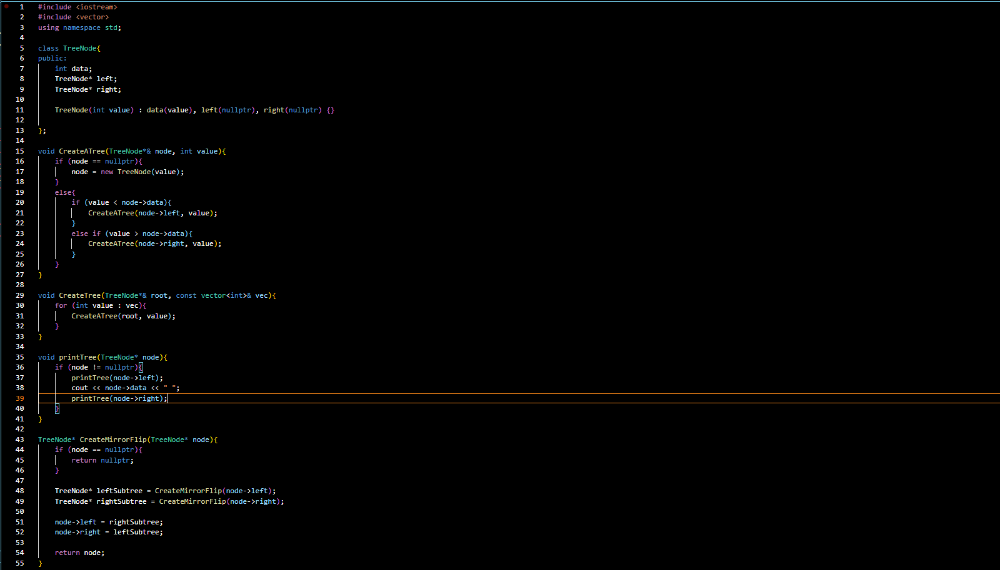 1 #include <iostream>
2 #include <vector>
3 using namespace std;
4
5 class TreeNode{
6 public:
7     int data;
8     TreeNode* left;
9     TreeNode* right;
10
11     TreeNode(int value) : data(value), left(nullptr), right(nullptr) {}
12
13 };
14
15 void CreateATree(TreeNode*& node, int value){
16     if (node == nullptr){
17         node = new TreeNode(value);
18     }
19     else{
20         if (value < node->data){
21             CreateATree(node->left, value);
22         }
23         else if (value > node->data){
24             CreateATree(node->right, value);
25         }
26     }
27 }
28
29 void CreateTree(TreeNode*& root, const vector<int>& vec){
30     for (int value : vec){
31         CreateATree(root, value);
32     }
33 }
34
35 void printTree(TreeNode* node){
36     if (node != nullptr){
37         printTree(node->left);
38         cout << node->data << " ";
39         printTree(node->right);
40     }
41 }
42
43 TreeNode* CreateMirrorFlip(TreeNode* node){
44     if (node == nullptr){
45         return nullptr;
46     }
47
48     TreeNode* leftSubtree = CreateMirrorFlip(node->left);
49     TreeNode* rightSubtree = CreateMirrorFlip(node->right);
50
51     node->left = rightSubtree;
52     node->right = leftSubtree;
53
54     return node;
55 }